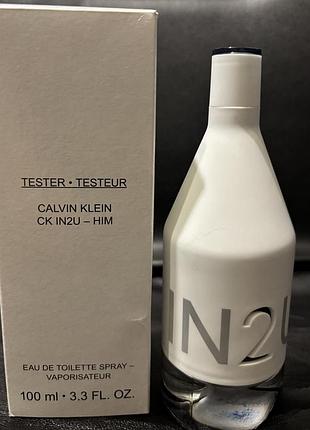 TESTER • TESTEUR
CALVIN KLEIN
CK IN2U – HIM
EAU DE TOILETTE SPRAY –
VAPORISATEUR
100 ml • 3.3 FL. OZ.
IN2U